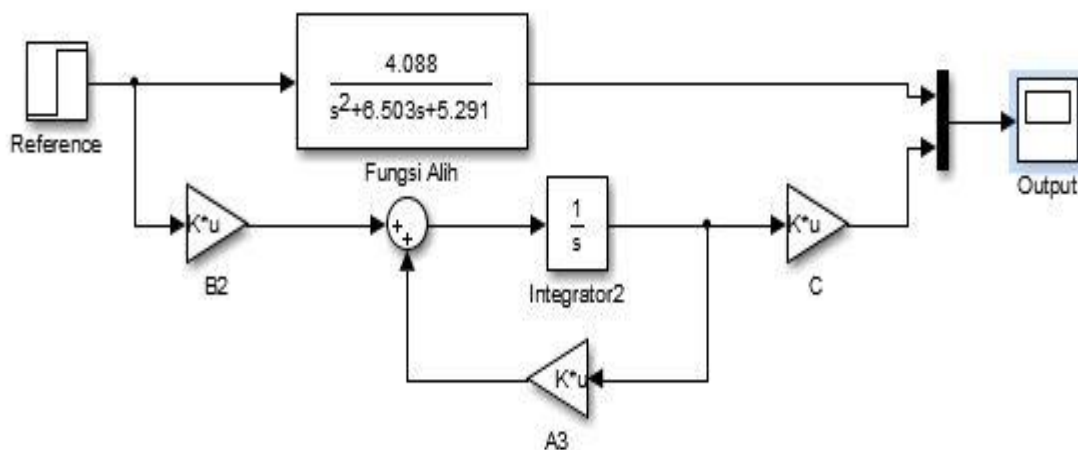 4.088
s²+6.503s+5.291
Reference
Fungsi Alih
Output
K*u
B2
+
+
1
s
Integrator2
K*u
C
K*u
A3